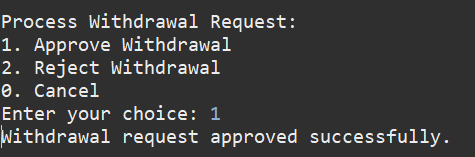 Process Withdrawal Request:
1. Approve Withdrawal
2. Reject Withdrawal
0. Cancel
Enter your choice: 1
Withdrawal request approved successfully.